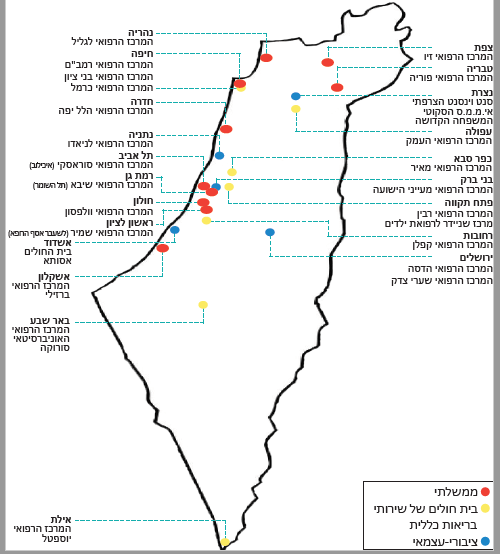 נהריה
המרכז הרפואי לגליל
חיפה
המרכז הרפואי רמב"ם
המרכז הרפואי בני ציון
המרכז הרפואי כרמל
חדרה
המרכז הרפואי הלל יפה
נתניה
המרכז הרפואי לניאדו
תל אביב
המרכז הרפואי סוראסקי (איכילוב)
רמת גן
המרכז הרפואי שיבא (תל השומר)
חולון
המרכז הרפואי וולפסון
ראשון לציון
המרכז הרפואי שמיר (לשעבר אסף הרופא)
אשדוד
בית החולים
אסותא
אשקלון
המרכז הרפואי
ברזילי
באר שבע
המרכז הרפואי
האוניברסיטאי
סורוקה
אילת
המרכז הרפואי
יוספטל
צפת
המרכז הרפואי זיו
טבריה
המרכז הרפואי פוריה
נצרת
סנט וינסנט הצרפתי
אי.מ.מ.ס הסקוטי
המשפחה הקדושה
עפולה
המרכז הרפואי העמק
כפר סבא
המרכז הרפואי מאיר
בני ברק
המרכז הרפואי מעייני הישועה
פתח תקווה
המרכז הרפואי רבין
מרכז שניידר לרפואת ילדים
רחובות
המרכז הרפואי קפלן
ירושלים
המרכז הרפואי הדסה
המרכז הרפואי שערי צדק
ממשלתי
בית חולים של שירותי
בריאות כללית
ציבורי-עצמאי